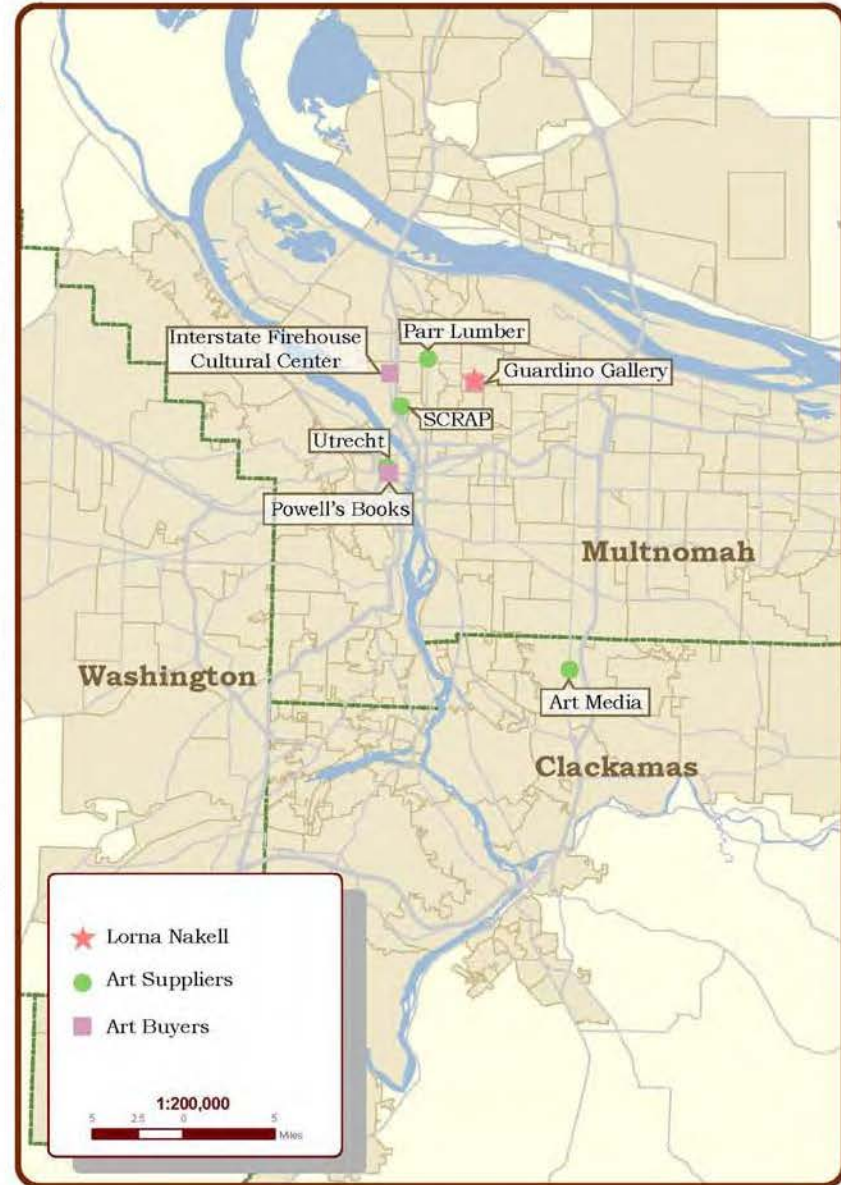 Interstate Firehouse
Cultural Center
Parr Lumber
Guardino Gallery
SCRAP
Utrecht
Powell's Books
Multnomah
Washington
Art Media
Clackamas
Lorna Nakell
Art Suppliers
Art Buyers
1:200,000
5 2.5 0 5
Miles